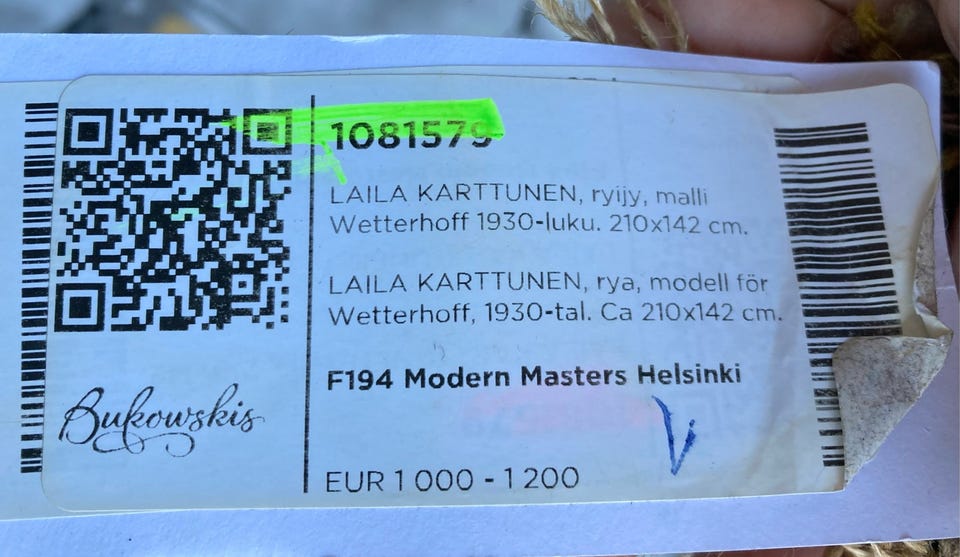 1081579
LAILA KARTTUNEN, ryijy, malli
Wetterhoff 1930-luku. 210x142 cm.
LAILA KARTTUNEN, rya, modell för
Wetterhoff, 1930-tal. Ca 210x142 cm.
F194 Modern Masters Helsinki
Bukowskis
EUR 1 000 - 1 200